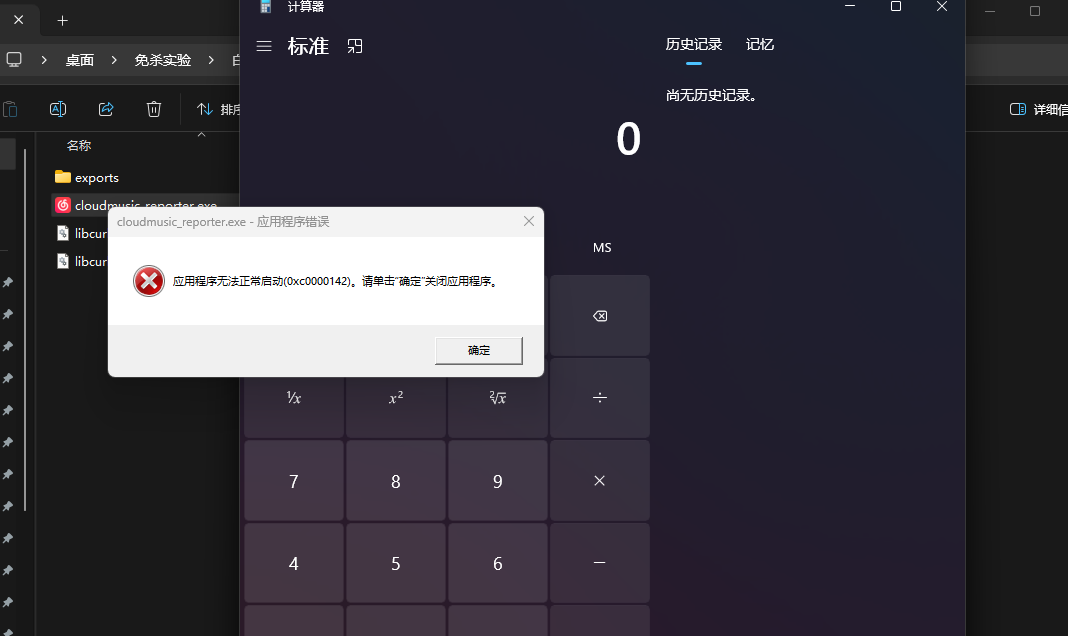 计算器
标准
历史记录 记忆
尚无历史记录。
0
MS
桌面 免杀实验 白
排序
详细信
名称
exports
cloudmusic_reporter.exe
libcur
libcur
cloudmusic_reporter.exe - 应用程序错误
应用程序无法正常启动(0xc0000142)。请单击"确定"关闭应用程序。
确定
⅟x x² ²√x ÷
7 8 9 ×
4 5 6 −